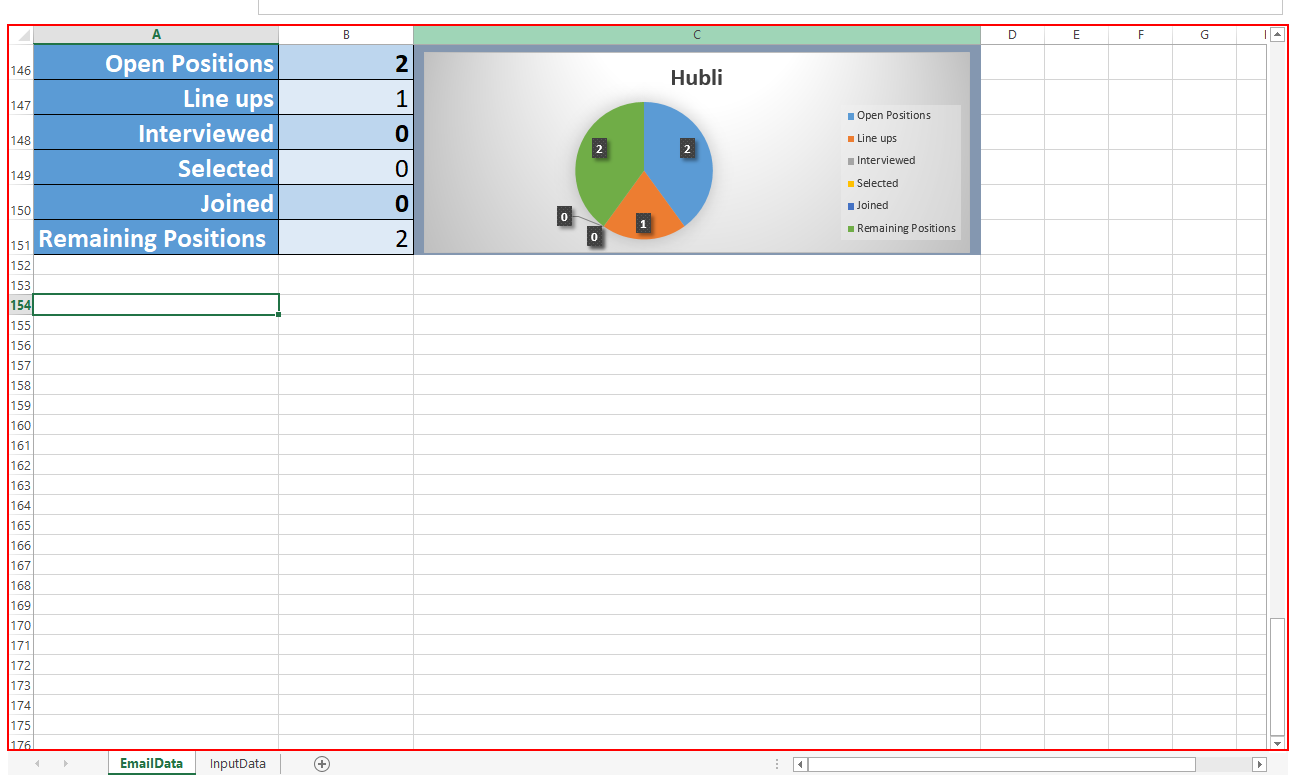 A B C D E F G
146 Open Positions 2
147 Line ups 1
148 Interviewed 0
149 Selected 0
150 Joined 0
151 Remaining Positions 2
Hubli
2
2
0
1
0
Open Positions
Line ups
Interviewed
Selected
Joined
Remaining Positions
152
153
154
155
156
157
158
159
160
161
162
163
164
165
166
167
168
169
170
171
172
173
174
175
176
EmailData InputData